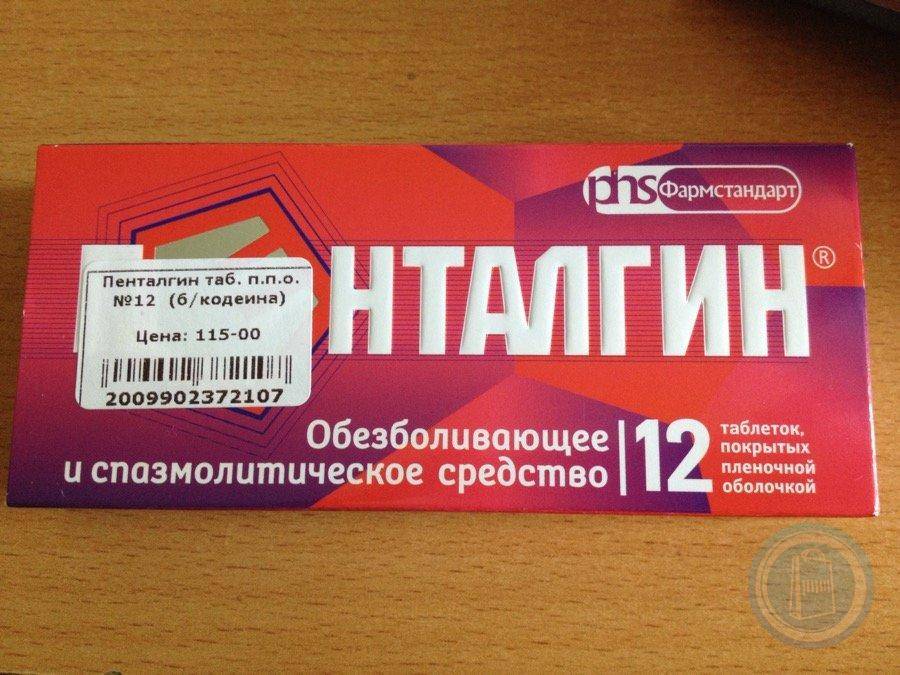 phs Фармстандарт
НТАЛГИН®
Пенталгин таб. п.п.о.
№12 (б/кодеина)
Цена: 115-00
2009902372107
Обезболивающее
и спазмолитическое средство
12
таблеток,
покрытых
пленочной
оболочкой